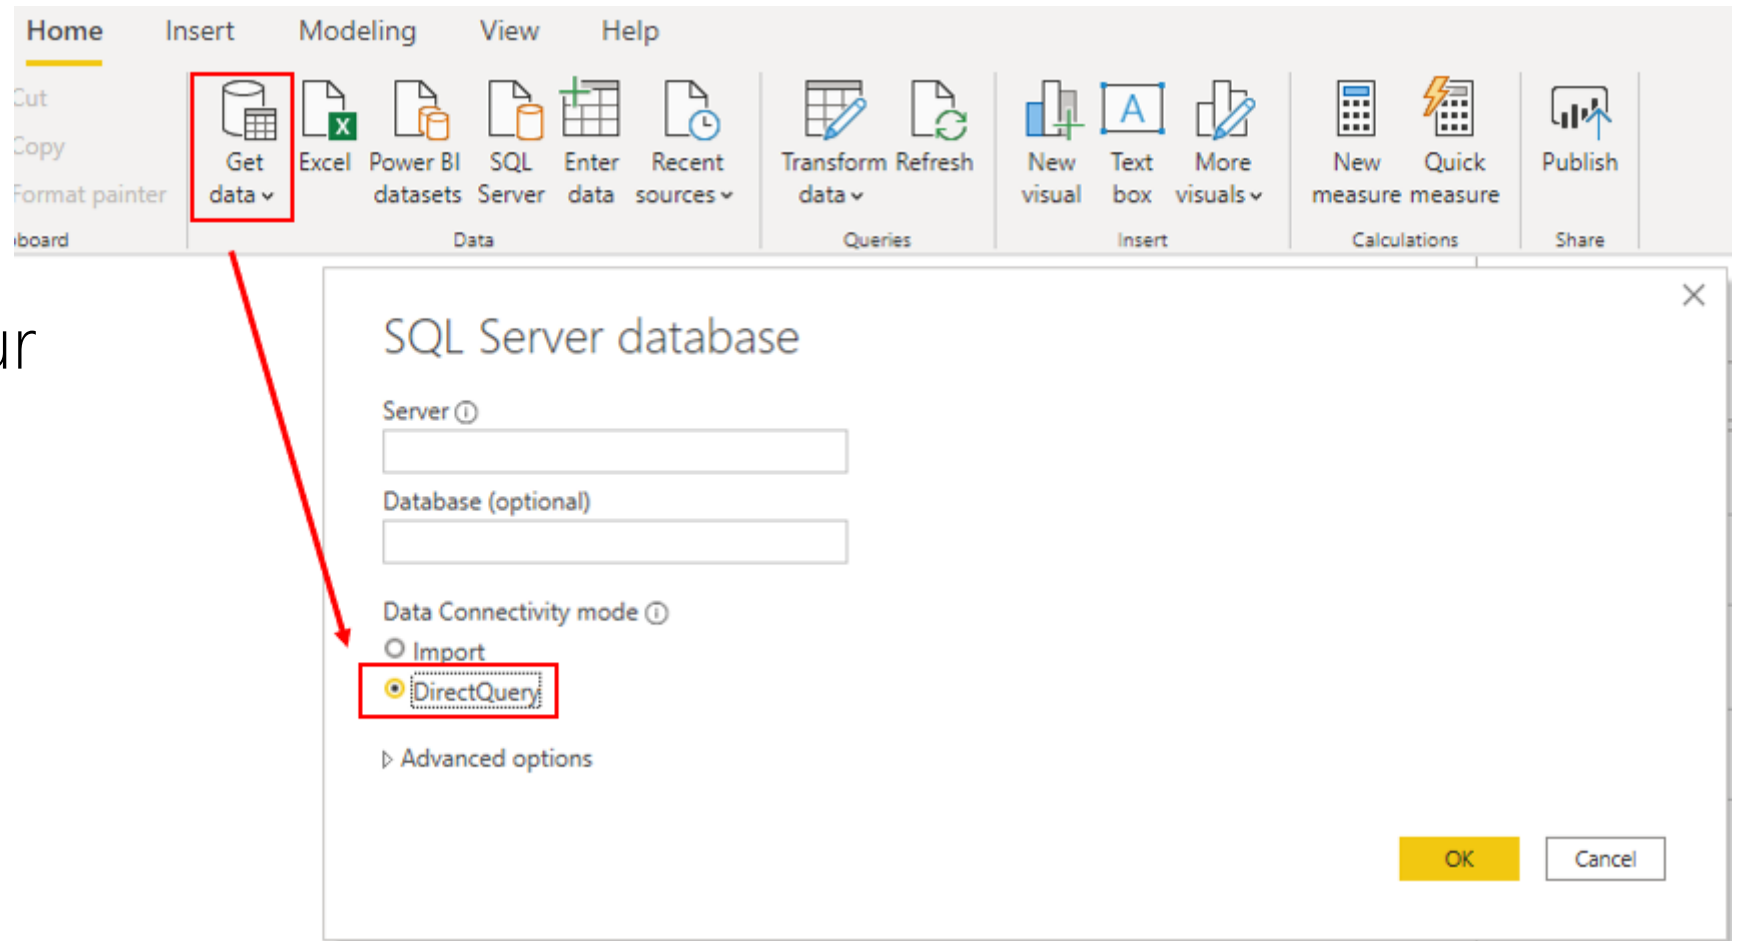 Home Insert Modeling View Help
Cut
Copy
Format painter
board
Get data
Excel
Power BI datasets
SQL Server
Enter data
Recent sources
Data
Transform data
Refresh
Queries
New visual
Text box
More visuals
Insert
New measure
Quick measure
Calculations
Publish
Share
ur
SQL Server database
Server
Database (optional)
Data Connectivity mode
Import
DirectQuery
Advanced options
OK Cancel